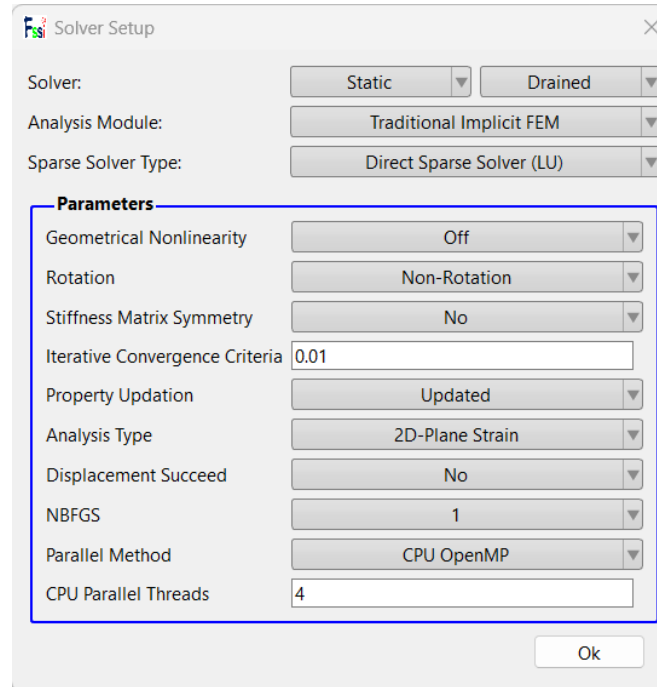 Fssi Solver Setup
Solver: Static Drained
Analysis Module: Traditional Implicit FEM
Sparse Solver Type: Direct Sparse Solver (LU)
Parameters
Geometrical Nonlinearity Off
Rotation Non-Rotation
Stiffness Matrix Symmetry No
Iterative Convergence Criteria 0.01
Property Updation Updated
Analysis Type 2D-Plane Strain
Displacement Succeed No
NBFGS 1
Parallel Method CPU OpenMP
CPU Parallel Threads 4
Ok